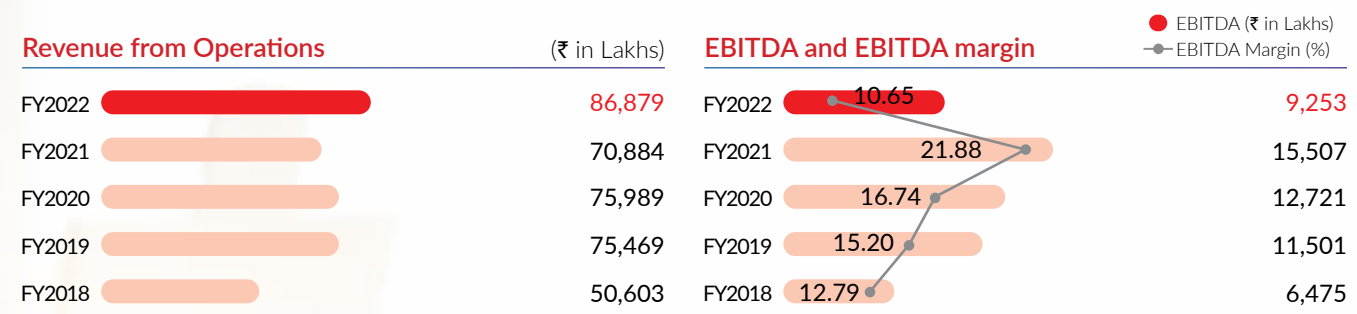 Revenue from Operations (₹ in Lakhs)
FY2022 86,879
FY2021 70,884
FY2020 75,989
FY2019 75,469
FY2018 50,603
EBITDA and EBITDA margin
EBITDA (₹ in Lakhs)
EBITDA Margin (%)
FY2022 10.65 9,253
FY2021 21.88 15,507
FY2020 16.74 12,721
FY2019 15.20 11,501
FY2018 12.79 6,475